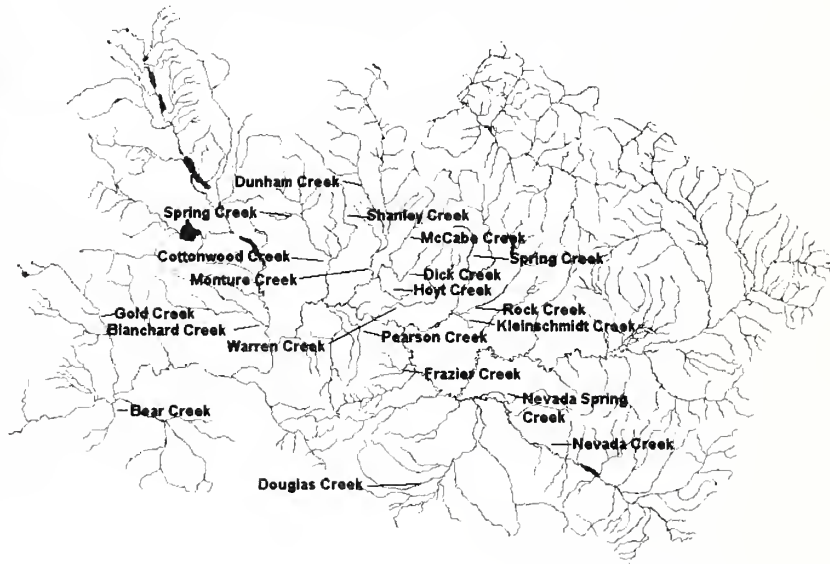 Dunham Creek
Spring Creek
Shanley Creek
McCabe Creek
Cottonwood Creek
Spring Creek
Monture Creek
Dick Creek
Hoyt Creek
Gold Creek
Rock Creek
Blanchard Creek
Kleinschmidt Creek
Warren Creek
Pearson Creek
Frazier Creek
Nevada Spring
Creek
Bear Creek
Nevada Creek
Douglas Creek